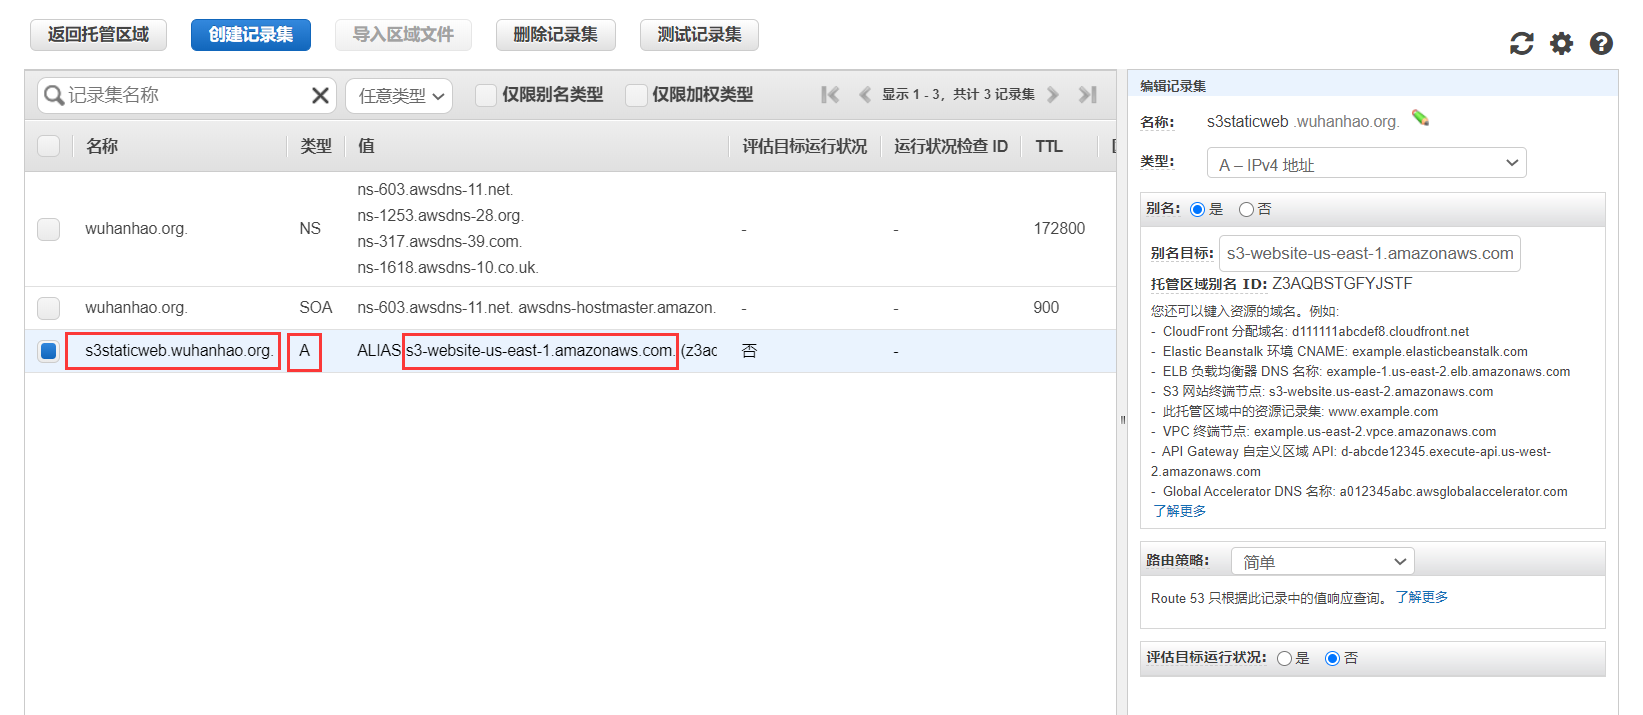 返回托管区域 创建记录集 导入区域文件 删除记录集 测试记录集
记录集名称 任意类型 仅限别名类型 仅限加权类型 显示 1 - 3，共计 3 记录集
名称 类型 值 评估目标运行状况 运行状况检查 ID TTL
wuhanhao.org. NS ns-603.awsdns-11.net. - - 172800
ns-1253.awsdns-28.org.
ns-317.awsdns-39.com.
ns-1618.awsdns-10.co.uk.
wuhanhao.org. SOA ns-603.awsdns-11.net. awsdns-hostmaster.amazon. - - 900
s3staticweb.wuhanhao.org. A ALIAS s3-website-us-east-1.amazonaws.com. (z3ac 否 -
编辑记录集
名称: s3staticweb .wuhanhao.org.
类型: A – IPv4 地址
别名: 是 否
别名目标: s3-website-us-east-1.amazonaws.com
托管区域别名 ID: Z3AQBSTGFYJSTF
您还可以键入资源的域名。例如:
- CloudFront 分配域名: d111111abcdef8.cloudfront.net
- Elastic Beanstalk 环境 CNAME: example.elasticbeanstalk.com
- ELB 负载均衡器 DNS 名称: example-1.us-east-2.elb.amazonaws.com
- S3 网站终端节点: s3-website.us-east-2.amazonaws.com
- 此托管区域中的资源记录集: www.example.com
- VPC 终端节点: example.us-east-2.vpce.amazonaws.com
- API Gateway 自定义区域 API: d-abcde12345.execute-api.us-west-
2.amazonaws.com
- Global Accelerator DNS 名称: a012345abc.awsglobalaccelerator.com
了解更多
路由策略: 简单
Route 53 只根据此记录中的值响应查询。 了解更多
评估目标运行状况: 是 否